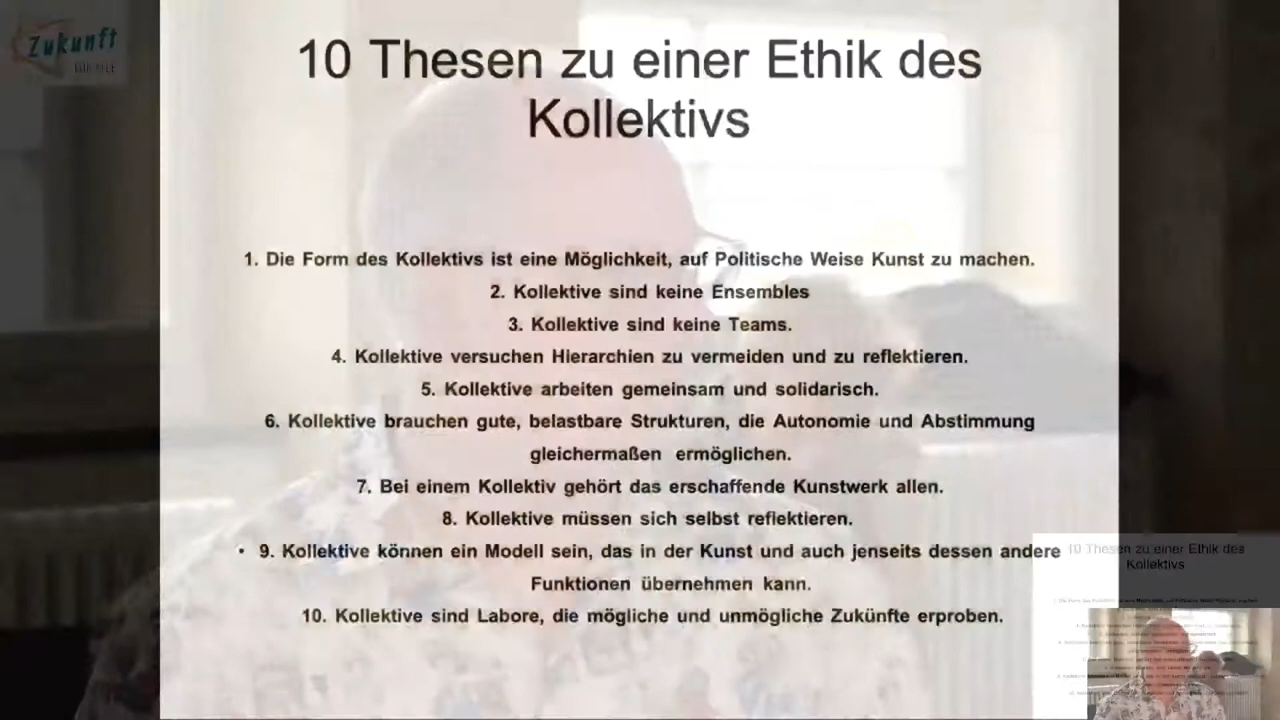 Zukunft
10 Thesen zu einer Ethik des
Kollektivs
1. Die Form des Kollektivs ist eine Möglichkeit, auf Politische Weise Kunst zu machen.
2. Kollektive sind keine Ensembles
3. Kollektive sind keine Teams.
4. Kollektive versuchen Hierarchien zu vermeiden und zu reflektieren.
5. Kollektive arbeiten gemeinsam und solidarisch.
6. Kollektive brauchen gute, belastbare Strukturen, die Autonomie und Abstimmung
gleichermaßen ermöglichen.
7. Bei einem Kollektiv gehört das erschaffende Kunstwerk allen.
8. Kollektive müssen sich selbst reflektieren.
• 9. Kollektive können ein Modell sein, das in der Kunst und auch jenseits dessen andere
Funktionen übernehmen kann.
10. Kollektive sind Labore, die mögliche und unmögliche Zukünfte erproben.
10 Thesen zu einer Ethik des
Kollektivs